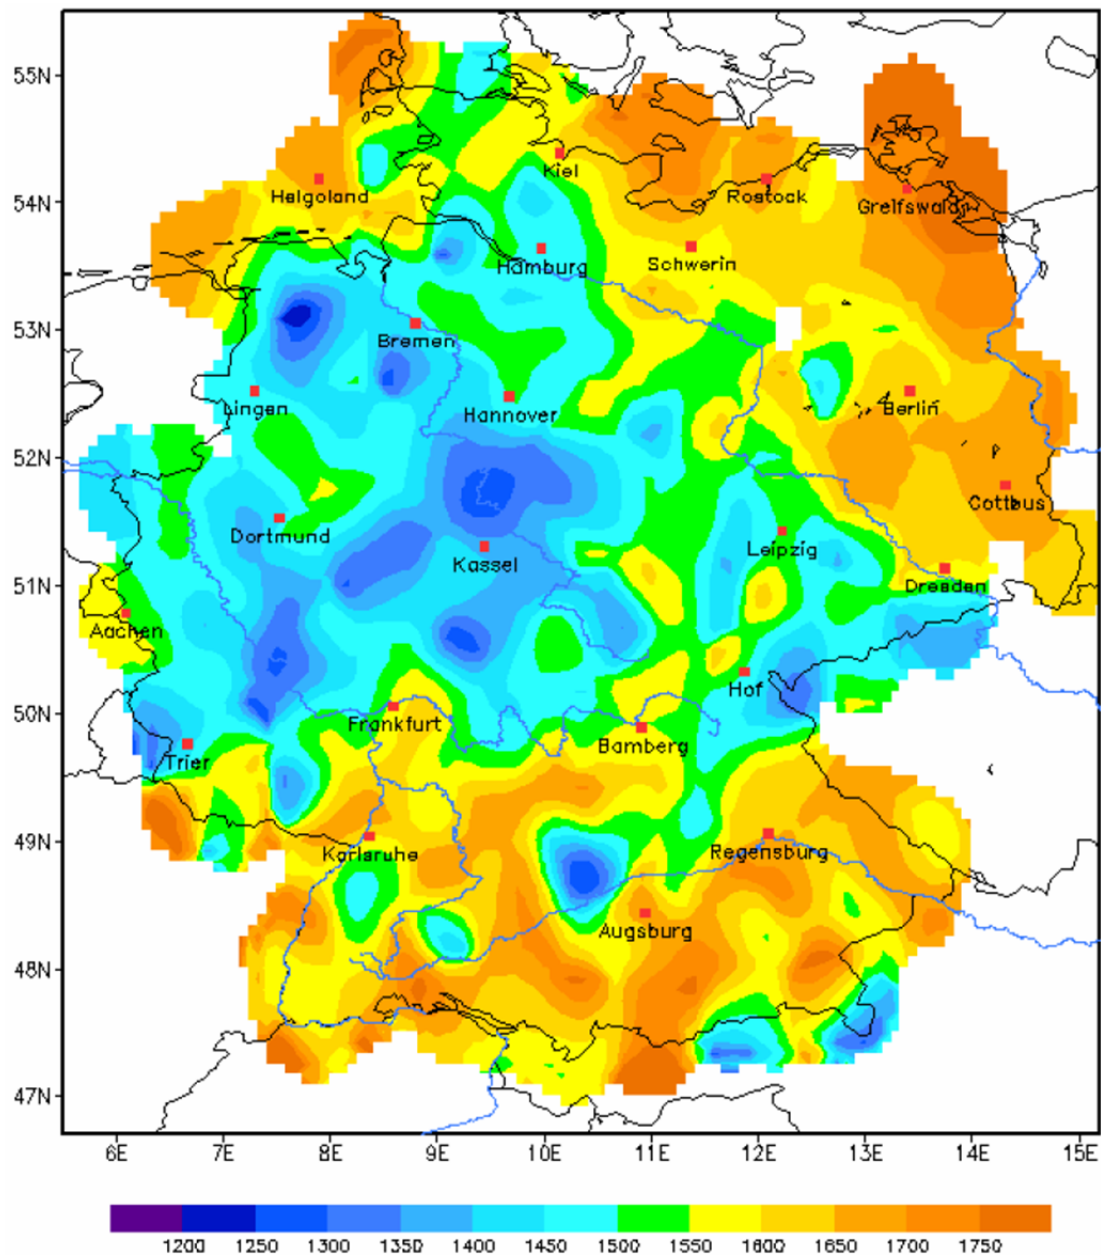 55N
Kiel
54N
Helgoland
Rostock
Greifswald
Hamburg
Schwerin
53N
Bremen
Lingen
Hannover
Berlin
52N
Dortmund
Kassel
Leipzig
Cottbus
51N
Dresden
Aachen
Hof
50N
Frankfurt
Bamberg
Trier
49N
Karlsruhe
Regensburg
Augsburg
48N
47N
6E 7E 8E 9E 10E 11E 12E 13E 14E 15E
1200 1250 1300 1350 1400 1450 1500 1550 1600 1650 1700 1750